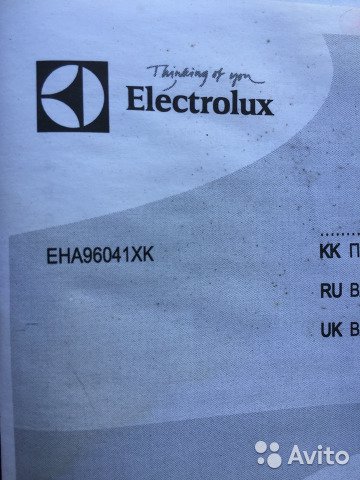 Thinking of you
Electrolux
EHA96041XK
KK П
RU В
UK В
Avito